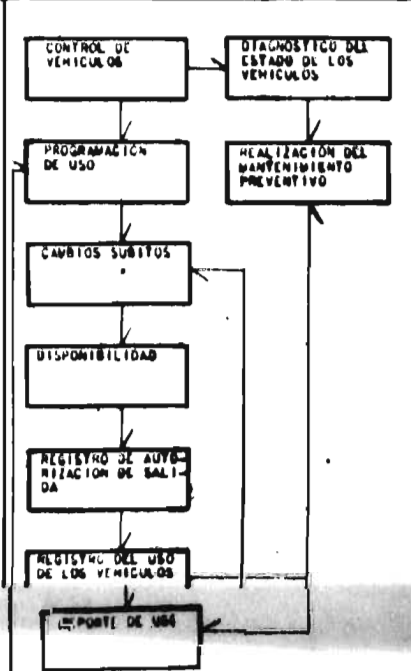 CONTROL DE
VEHICULOS
DIAGNOSTICO DEL
ESTADO DE LOS
VEHICULOS
PROGRAMACION
DE USO
REALIZACION DEL
MANTENIMIENTO
PREVENTIVO
CAMBIOS SUBITOS
DISPONIBILIDAD
REGISTRO DE AUTO-
RIZACION DE SALI-
DA
REGISTRO DEL USO
DE LOS VEHICULOS
REPORTE DE USO